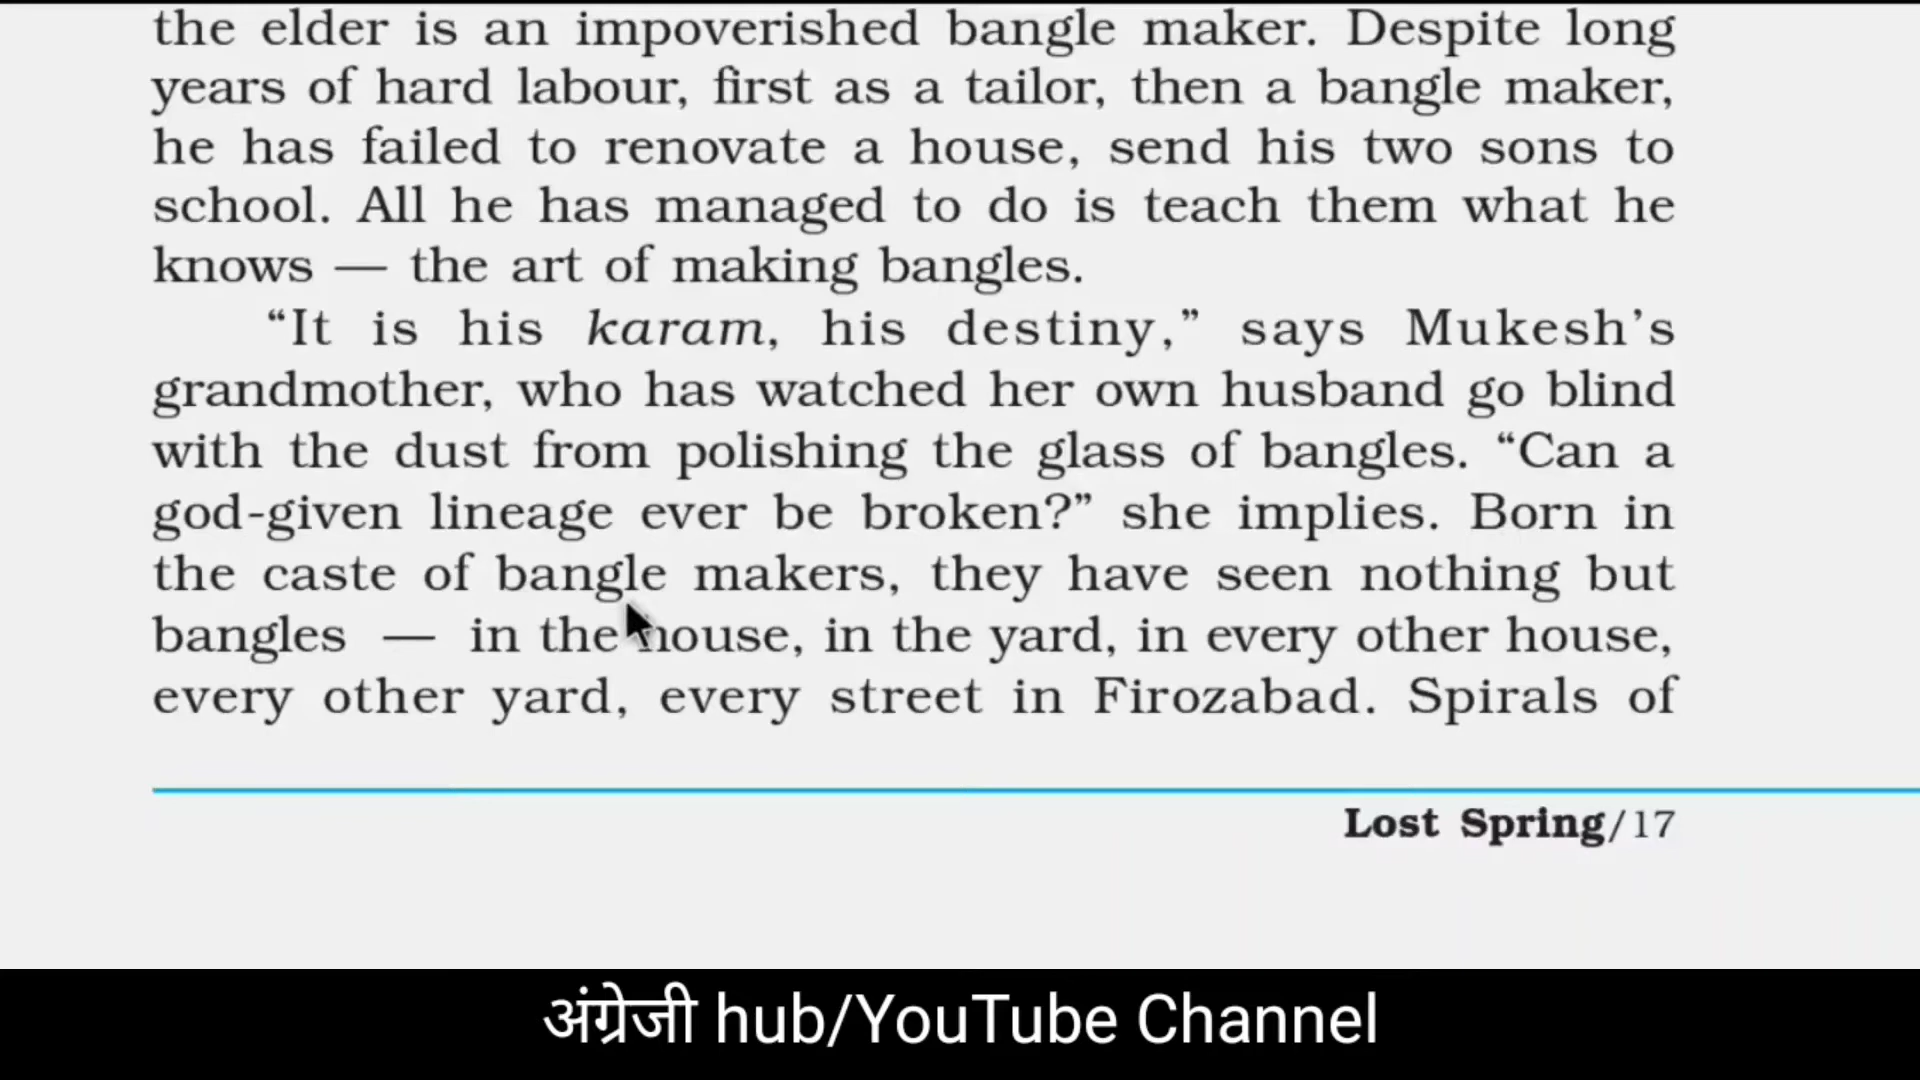 the elder is an impoverished bangle maker. Despite long
years of hard labour, first as a tailor, then a bangle maker,
he has failed to renovate a house, send his two sons to
school. All he has managed to do is teach them what he
knows — the art of making bangles.
“It is his karam, his destiny,” says Mukesh’s
grandmother, who has watched her own husband go blind
with the dust from polishing the glass of bangles. “Can a
god-given lineage ever be broken?” she implies. Born in
the caste of bangle makers, they have seen nothing but
bangles — in the house, in the yard, in every other house,
every other yard, every street in Firozabad. Spirals of
Lost Spring/17
अंग्रेजी hub/YouTube Channel